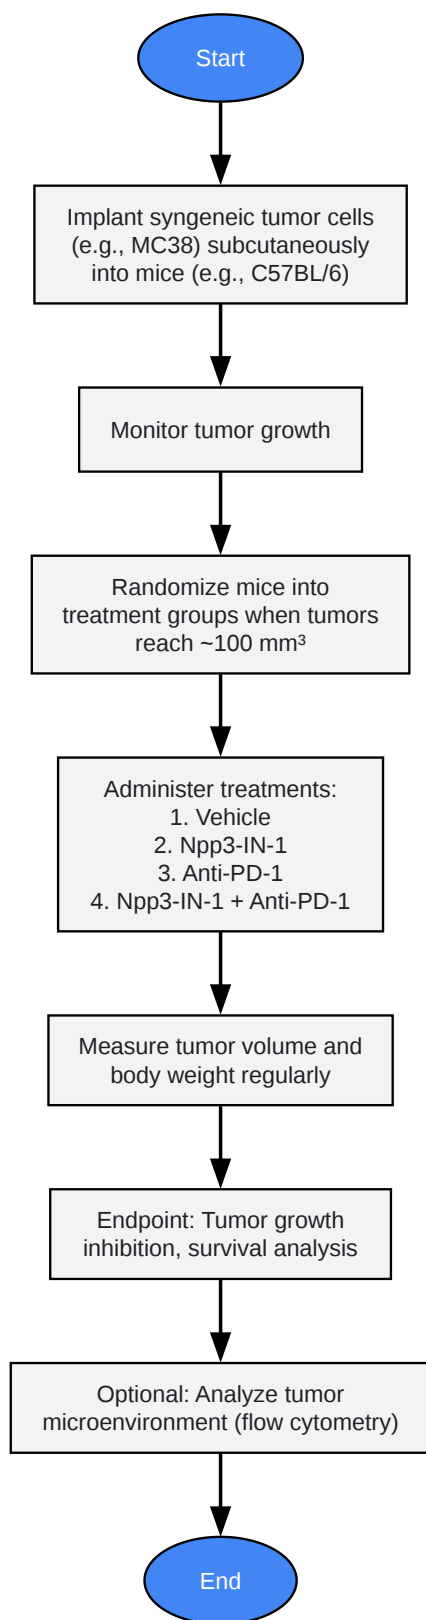 Start
Implant syngeneic tumor cells
(e.g., MC38) subcutaneously
into mice (e.g., C57BL/6)
Monitor tumor growth
Randomize mice into
treatment groups when tumors
reach ~100 mm³
Administer treatments:
1. Vehicle
2. Npp3-IN-1
3. Anti-PD-1
4. Npp3-IN-1 + Anti-PD-1
Measure tumor volume and
body weight regularly
Endpoint: Tumor growth
inhibition, survival analysis
Optional: Analyze tumor
microenvironment (flow cytometry)
End